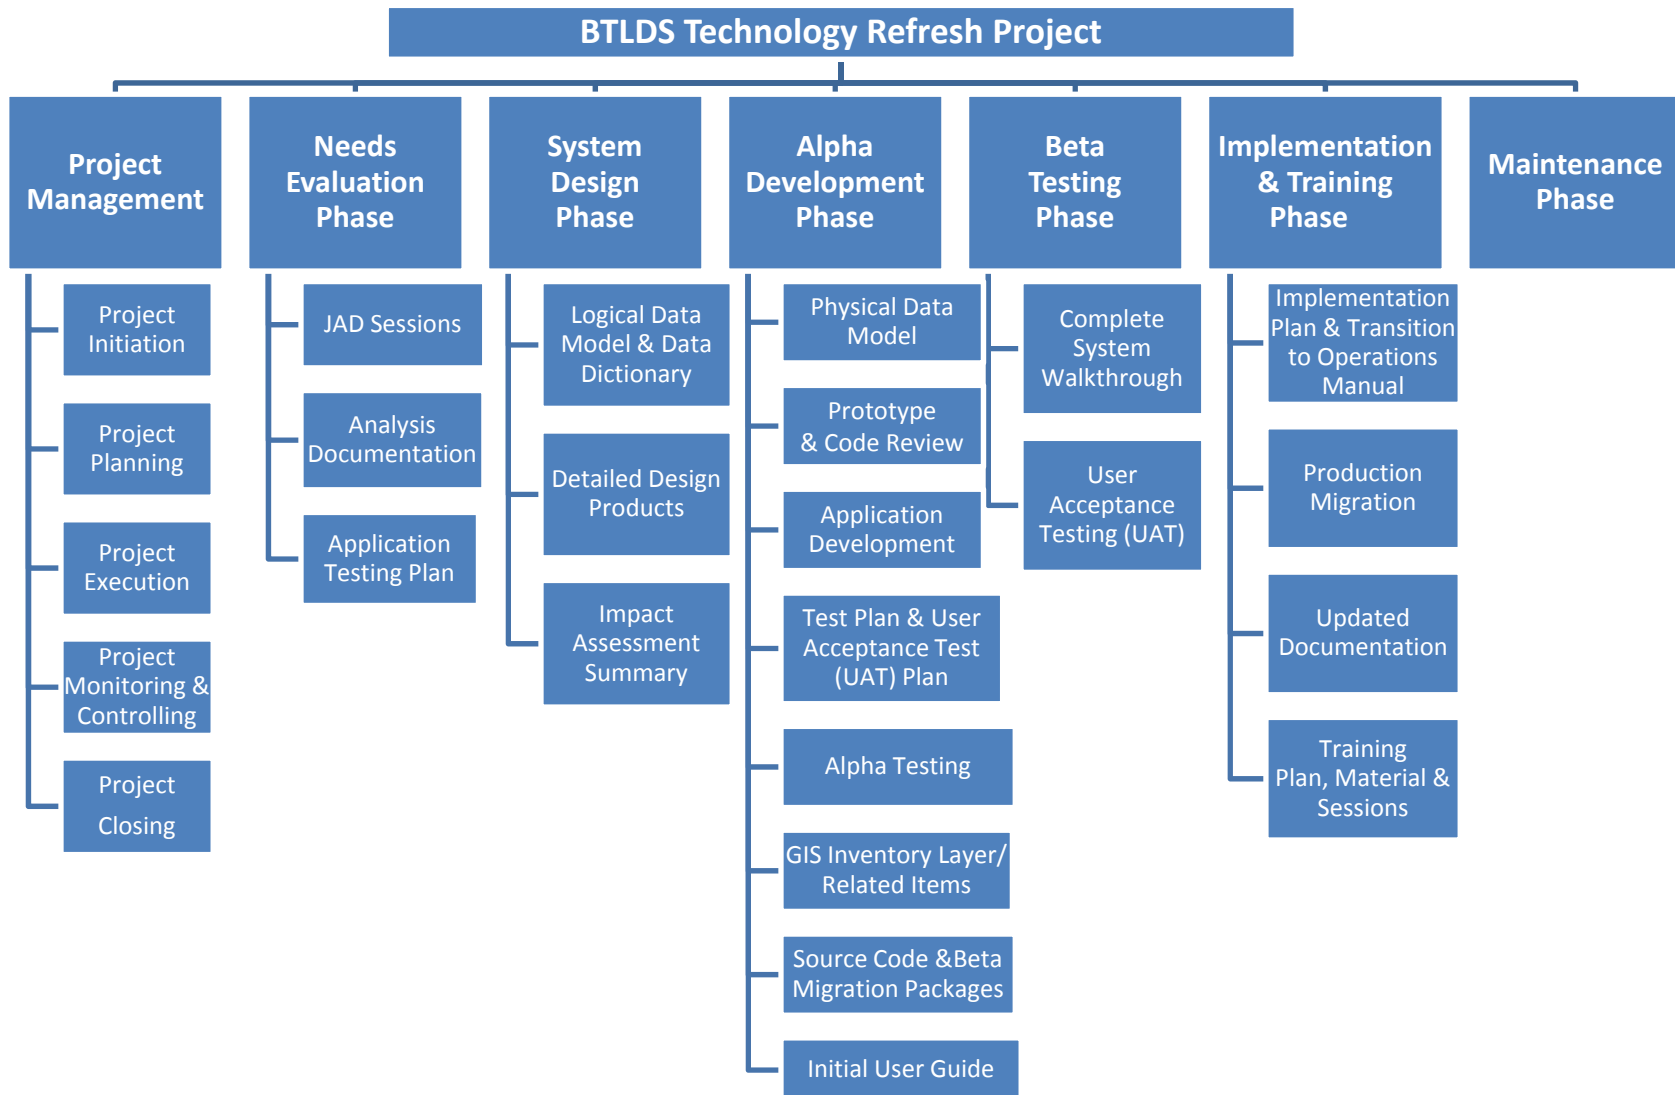 BTLDS Technology Refresh Project
Project
Management
Project
Initiation
Project
Planning
Project
Execution
Project
Monitoring &
Controlling
Project
Closing
Needs
Evaluation
Phase
JAD Sessions
Analysis
Documentation
Application
Testing Plan
System
Design
Phase
Logical Data
Model & Data
Dictionary
Detailed Design
Products
Impact
Assessment
Summary
Alpha
Development
Phase
Physical Data
Model
Prototype
& Code Review
Application
Development
Test Plan & User
Acceptance Test
(UAT) Plan
Alpha Testing
GIS Inventory Layer/
Related Items
Source Code &Beta
Migration Packages
Initial User Guide
Beta
Testing
Phase
Complete
System
Walkthrough
User
Acceptance
Testing (UAT)
Implementation
& Training
Phase
Implementation
Plan & Transition
to Operations
Manual
Production
Migration
Updated
Documentation
Training
Plan, Material &
Sessions
Maintenance
Phase